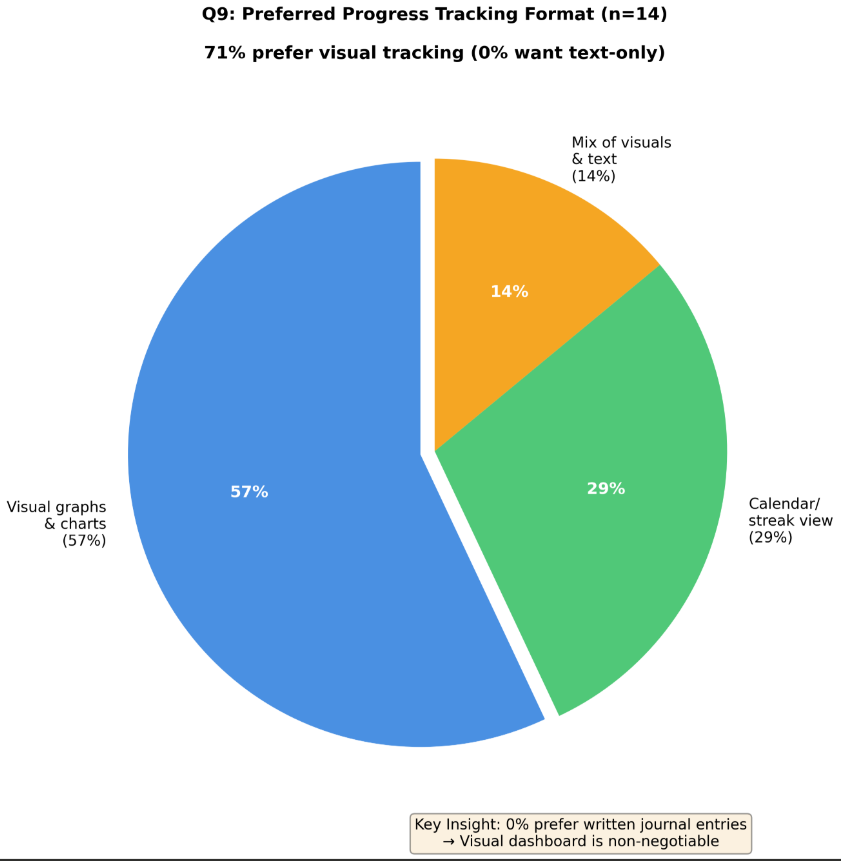 Q9: Preferred Progress Tracking Format (n=14)
71% prefer visual tracking (0% want text-only)
Mix of visuals
& text
(14%)
14%
57%
29%
Visual graphs
& charts
(57%)
Calendar/
streak view
(29%)
Key Insight: 0% prefer written journal entries
→ Visual dashboard is non-negotiable